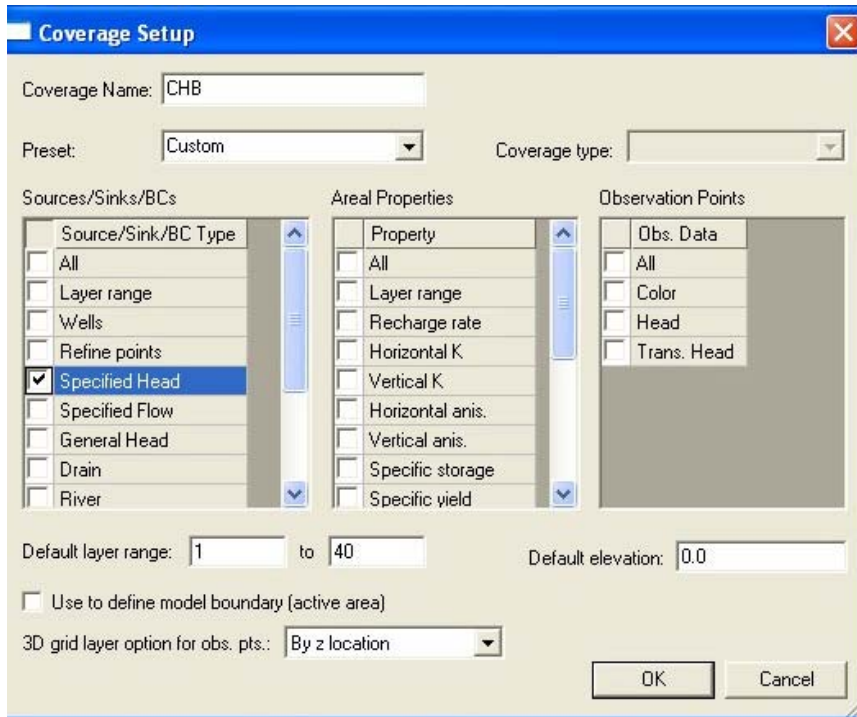 Coverage Setup
Coverage Name: CHB
Preset: Custom Coverage type:
Sources/Sinks/BCs Areal Properties Observation Points
Source/Sink/BC Type Property Obs. Data
All All All
Layer range Layer range Color
Wells Recharge rate Head
Refine points Horizontal K Trans. Head
Specified Head Vertical K
Specified Flow Horizontal anis.
General Head Vertical anis.
Drain Specific storage
River Specific yield
Default layer range: 1 to 40 Default elevation: 0.0
Use to define model boundary (active area)
3D grid layer option for obs. pts.: By z location
OK Cancel